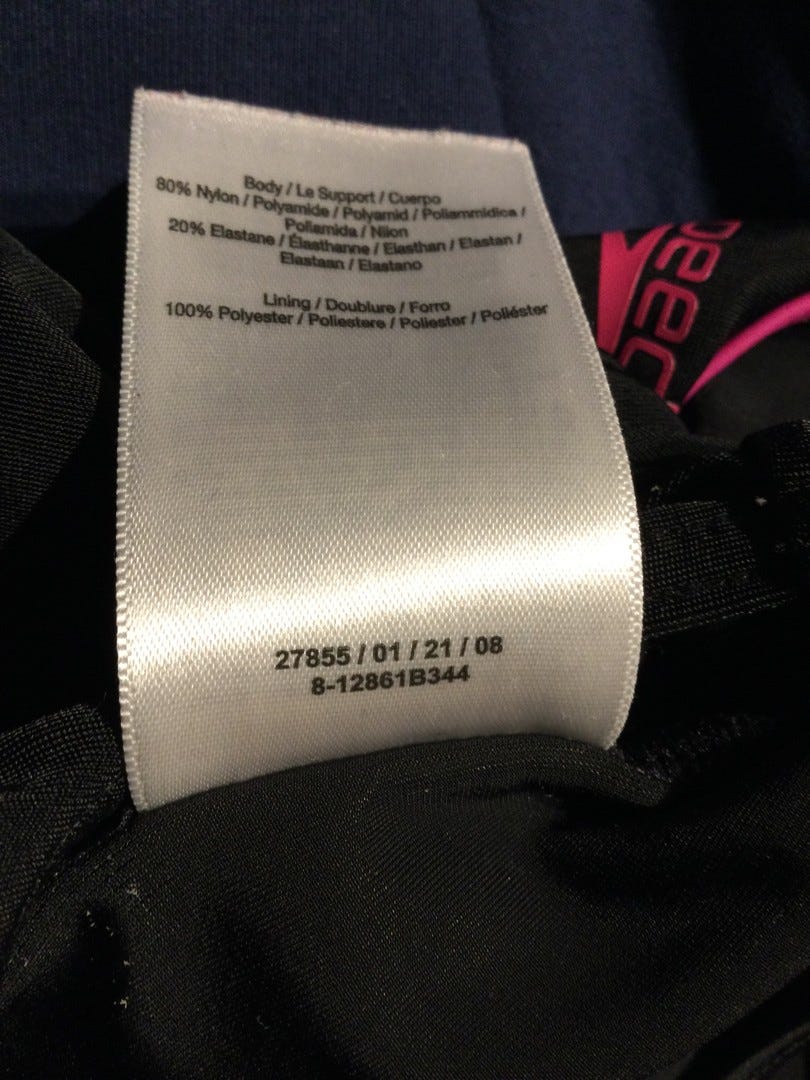 Body / Le Support / Cuerpo
80% Nylon / Polyamide / Polyamid / Poliammidica /
Poliamida / Nilon
20% Elastane / Élasthanne / Elasthan / Elastan /
Elastaan / Elastano
Lining / Doublure / Forro
100% Polyester / Poliestere / Poliester / Poliéster
27855 / 01 / 21 / 08
8-12861B344
peec